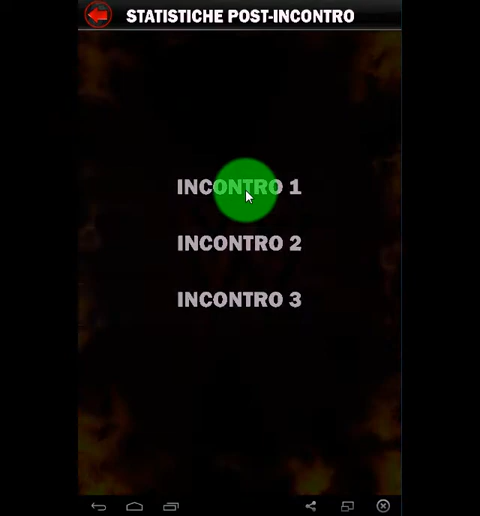 STATISTICHE POST-INCONTRO
INCONTRO 1
INCONTRO 2
INCONTRO 3